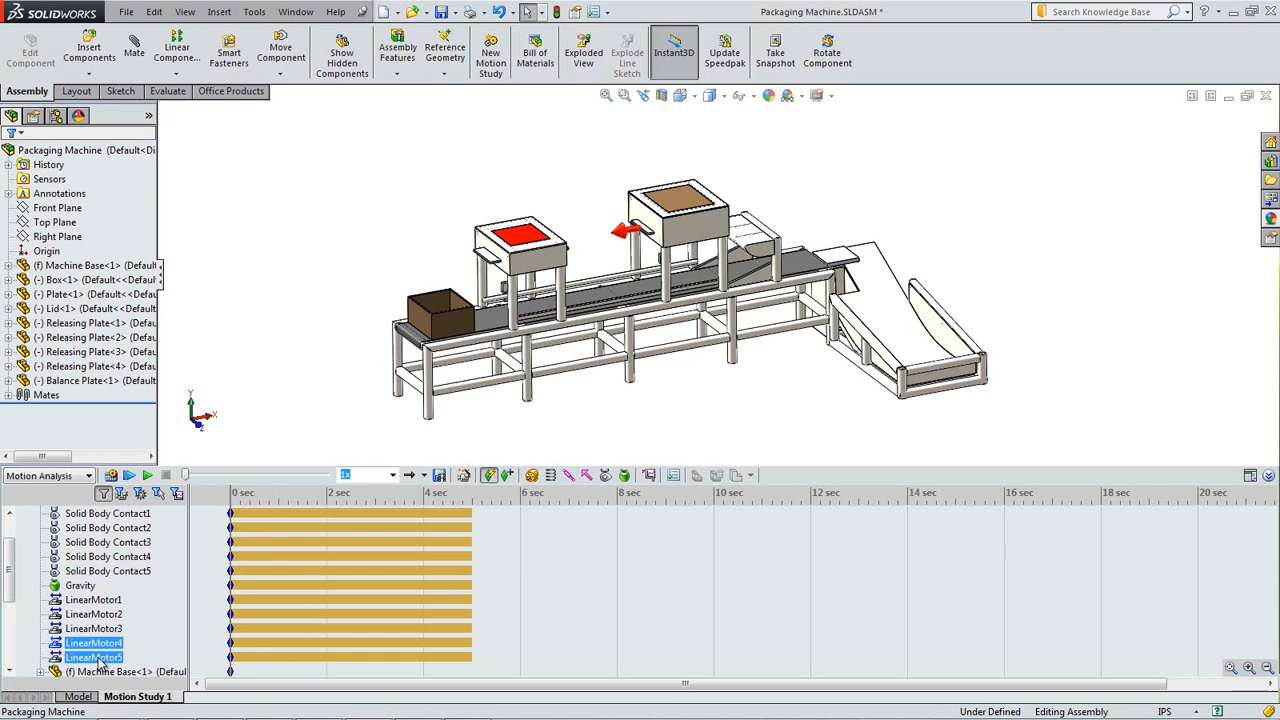 SOLIDWORKS File Edit View Insert Tools Window Help Packaging Machine.SLDASM * Search Knowledge Base
Edit Component
Insert Components
Mate
Linear Compone...
Smart Fasteners
Move Component
Show Hidden Components
Assembly Features
Reference Geometry
New Motion Study
Bill of Materials
Exploded View
Explode Line Sketch
Instant3D
Update Speedpak
Take Snapshot
Rotate Component
Assembly Layout Sketch Evaluate Office Products
Packaging Machine (Default<Di
History
Sensors
Annotations
Front Plane
Top Plane
Right Plane
Origin
(f) Machine Base<1> (Defaul
(-) Box<1> (Default<<Defaul
(-) Plate<1> (Default<<Defau
(-) Lid<1> (Default<<Default
(-) Releasing Plate<1> (Defau
(-) Releasing Plate<2> (Defau
(-) Releasing Plate<3> (Defau
(-) Releasing Plate<4> (Defau
(-) Balance Plate<1> (Default
Mates
Y
X
Z
Motion Analysis 1x
0 sec 2 sec 4 sec 6 sec 8 sec 10 sec 12 sec 14 sec 16 sec 18 sec 20 sec
Solid Body Contact1
Solid Body Contact2
Solid Body Contact3
Solid Body Contact4
Solid Body Contact5
Gravity
LinearMotor1
LinearMotor2
LinearMotor3
LinearMotor4
LinearMotor5
(f) Machine Base<1> (Defaul
Model Motion Study 1
Packaging Machine Under Defined Editing Assembly IPS